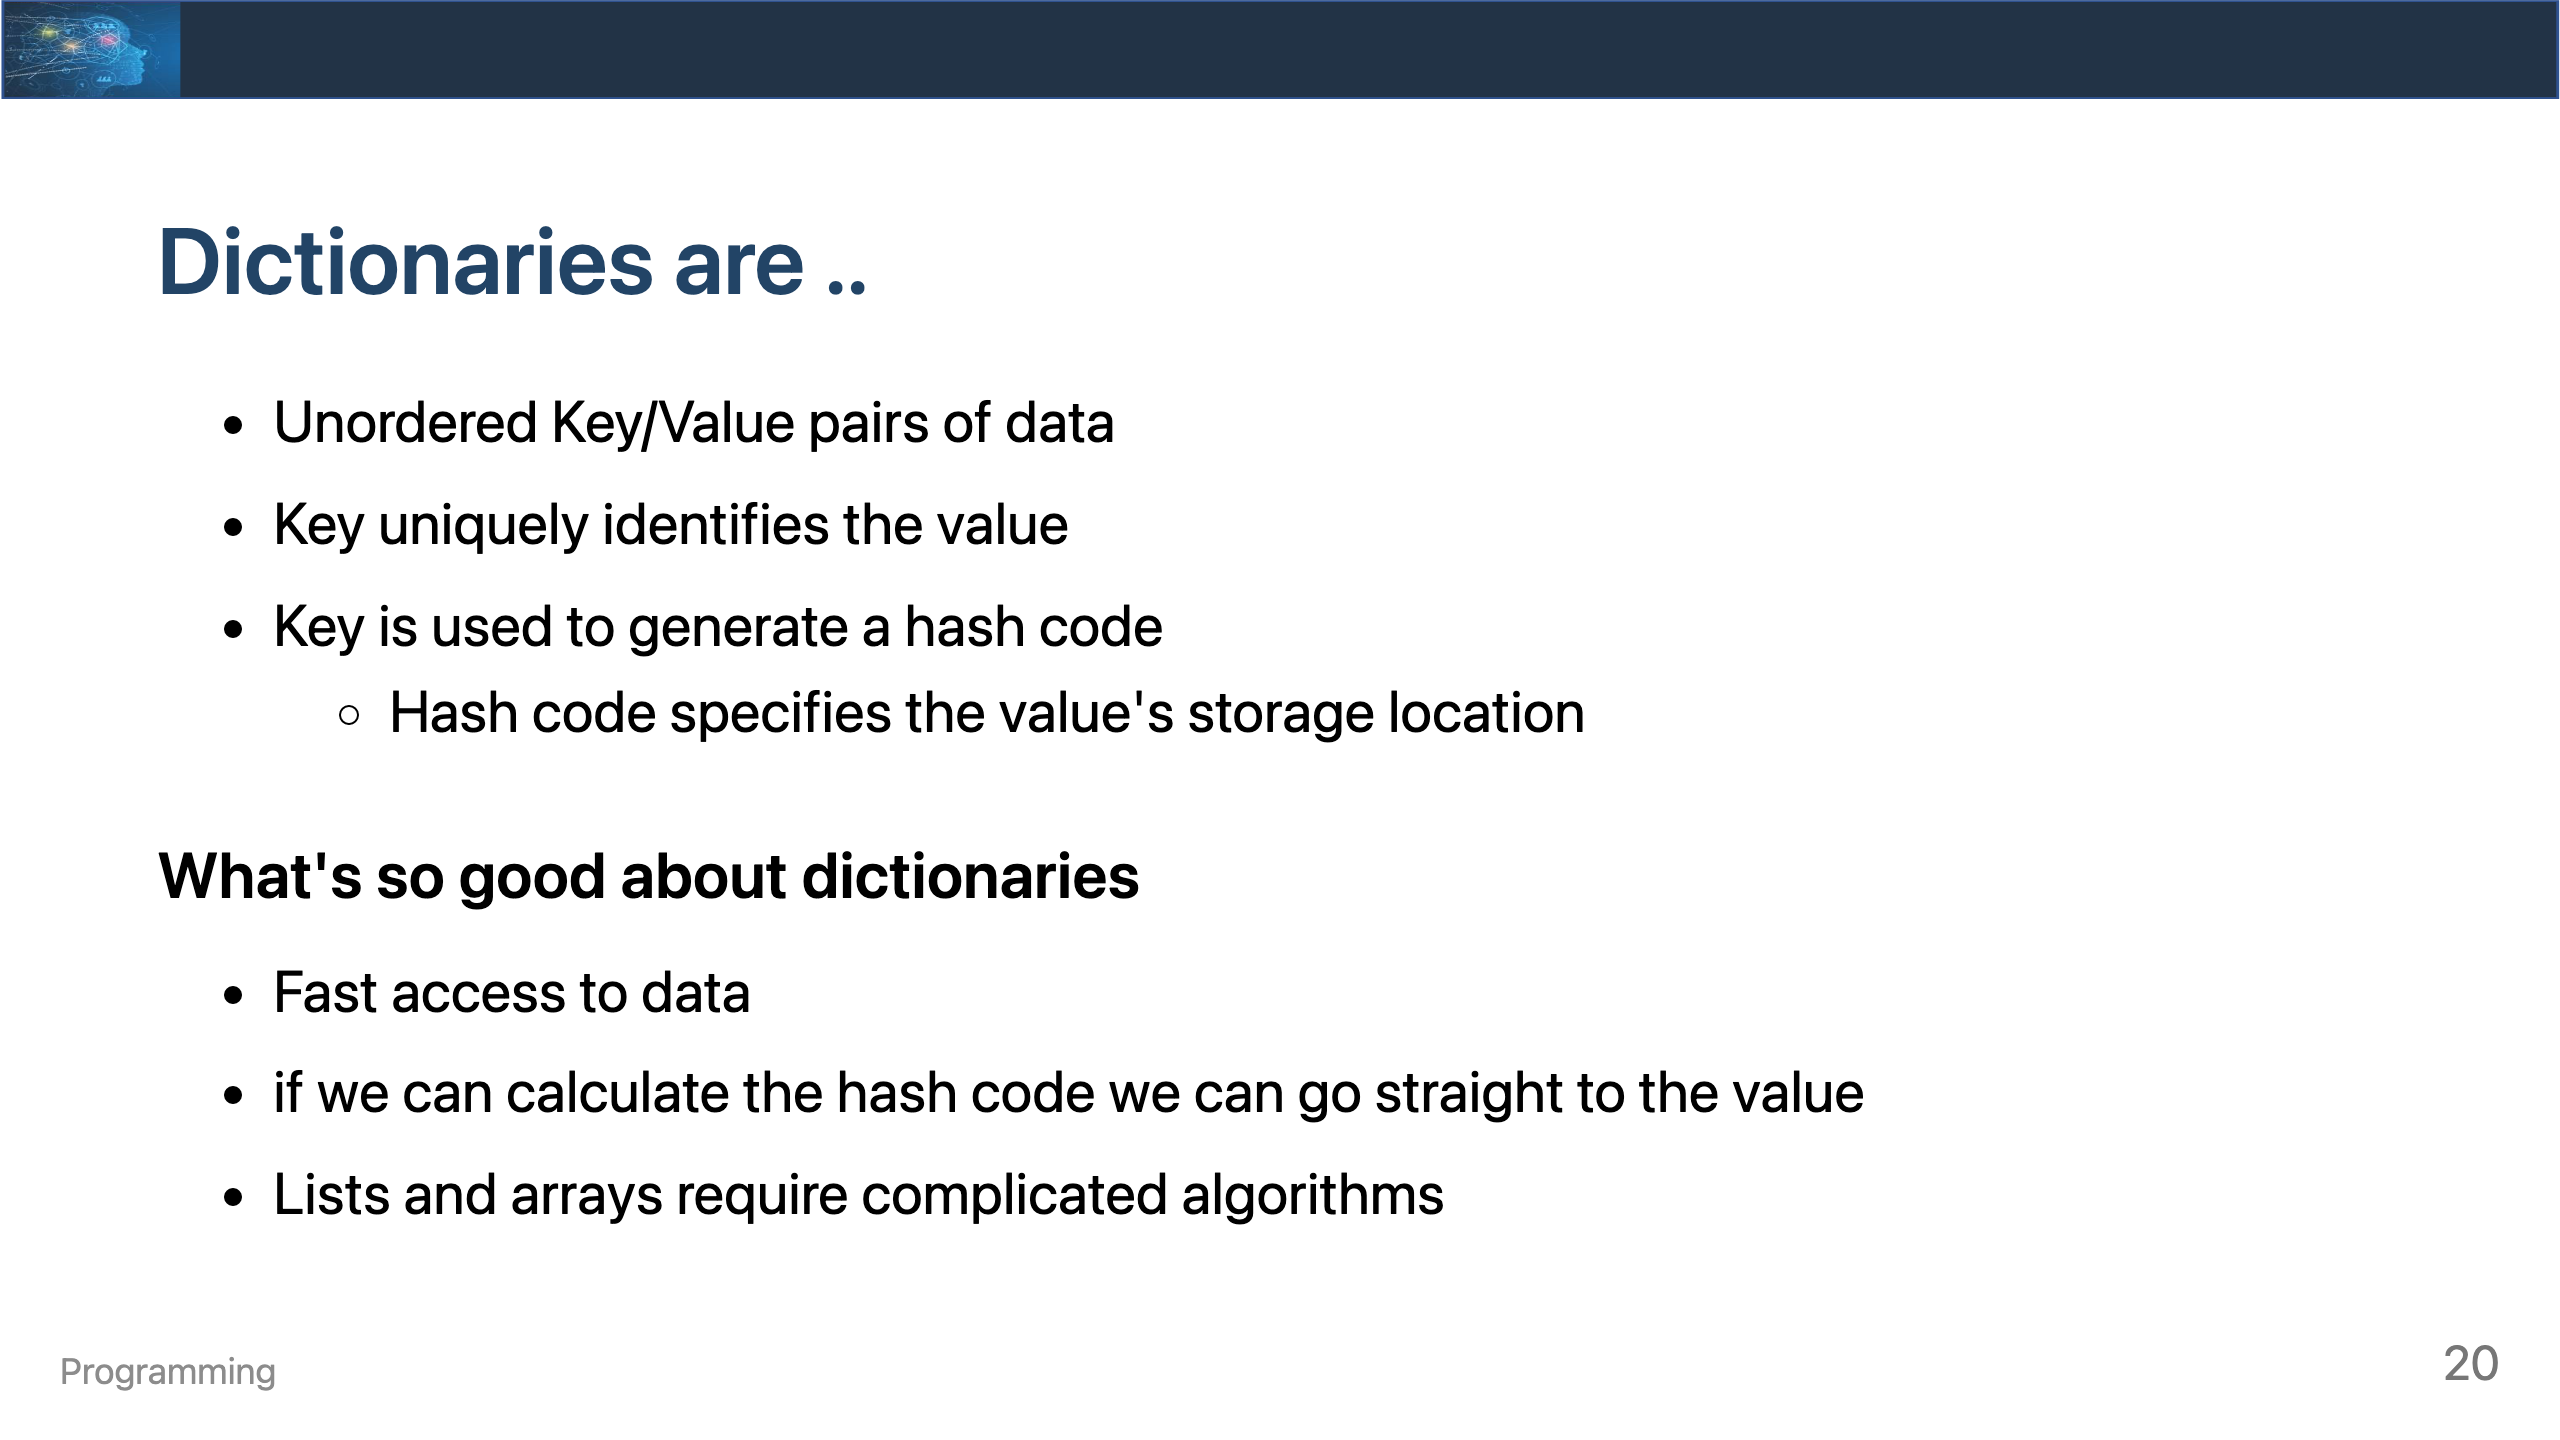 Dictionaries are ..
Unordered Key/Value pairs of data
Key uniquely identifies the value
Key is used to generate a hash code
Hash code specifies the value's storage location
What's so good about dictionaries
Fast access to data
if we can calculate the hash code we can go straight to the value
Lists and arrays require complicated algorithms
Programming
20